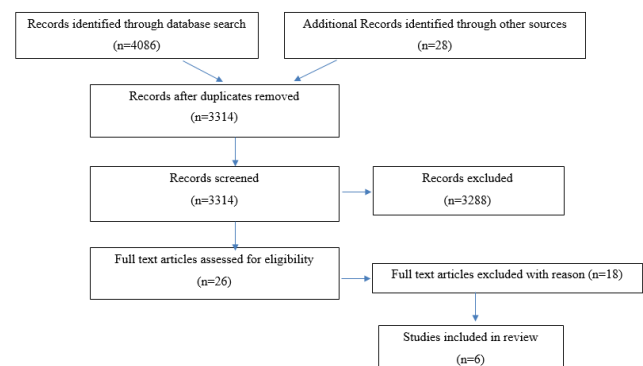 Records identified through database search
(n=4086)
Additional Records identified through other sources
(n=28)
Records after duplicates removed
(n=3314)
Records screened
(n=3314)
Records excluded
(n=3288)
Full text articles assessed for eligibility
(n=26)
Full text articles excluded with reason (n=18)
Studies included in review
(n=6)